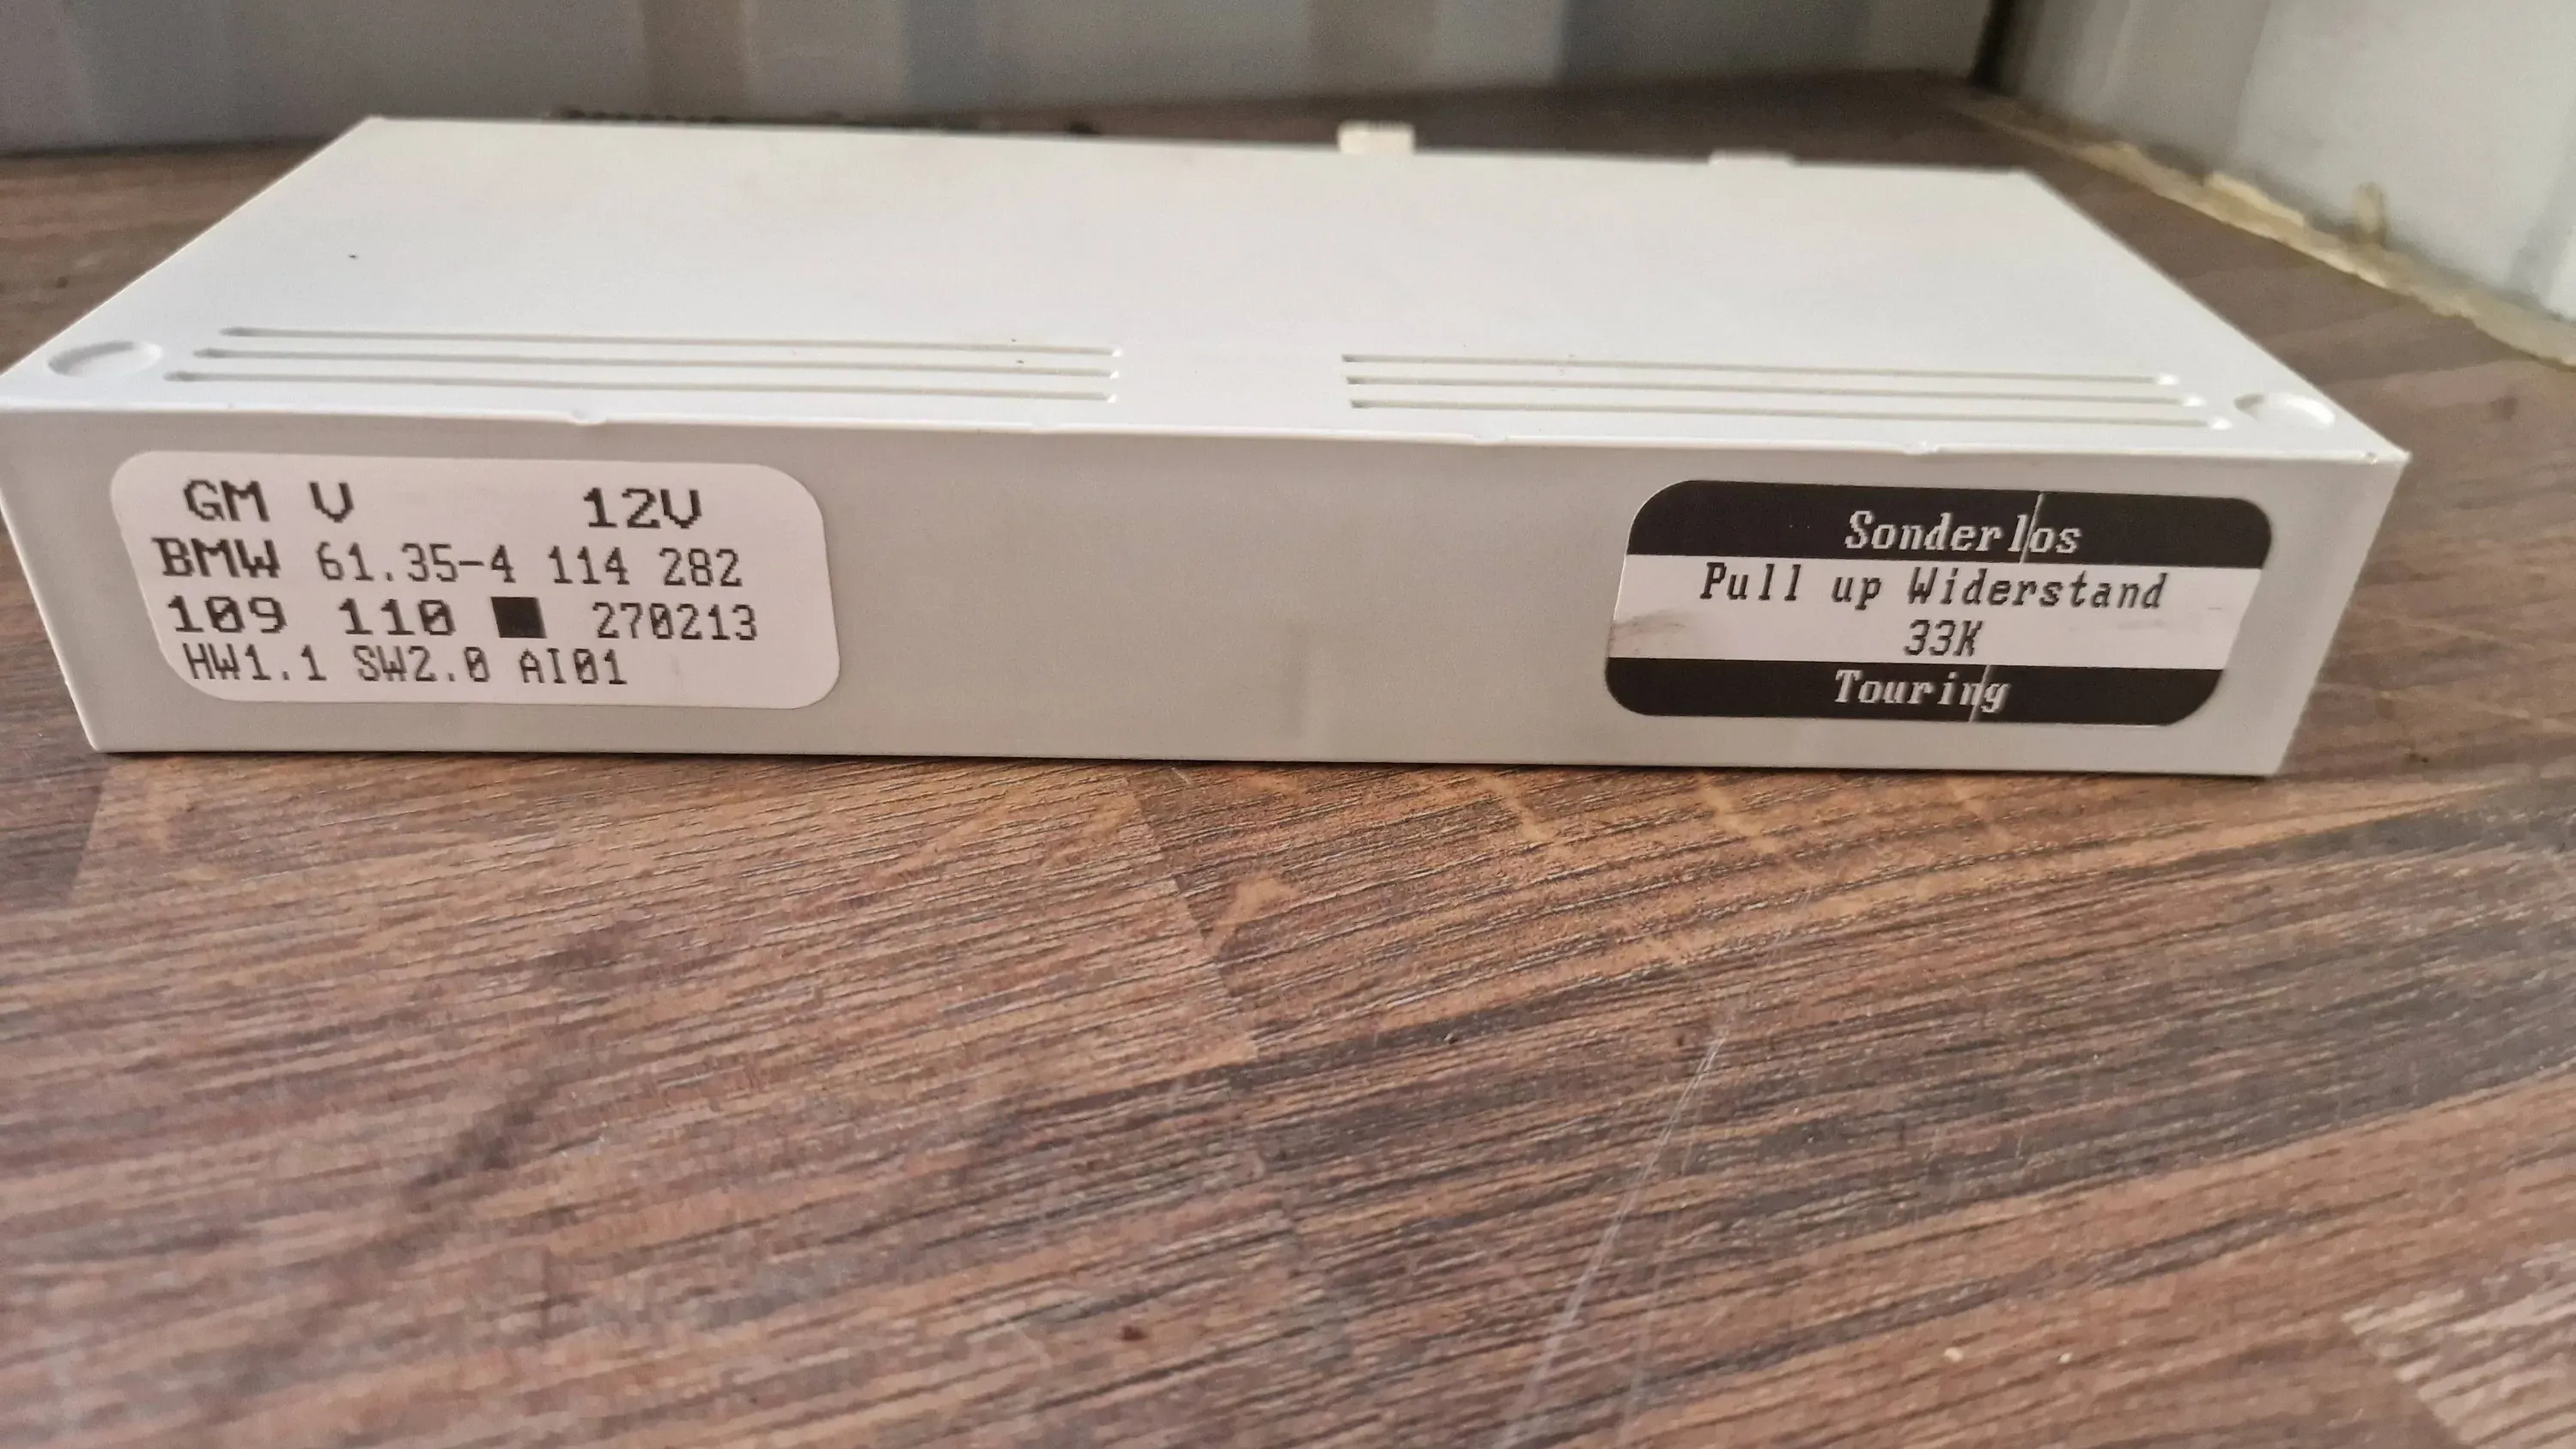 GM V 12V
BMW 61.35-4 114 282
109 110 ■ 270213
HW1.1 SW2.0 AI01
Sonderlos
Pull up Widerstand
33K
Touring